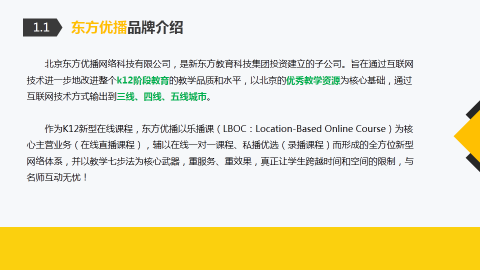 1.1 东方优播品牌介绍
北京东方优播网络科技有限公司，是新东方教育科技集团投资建立的子公司。旨在通过互联网
技术进一步地改进整个k12阶段教育的教学品质和水平，以北京的优秀教学资源为核心基础，通过
互联网技术方式输出到三线、四线、五线城市。
作为K12新型在线课程，东方优播以乐播课（LBOC：Location-Based Online Course）为核
心主营业务（在线直播课程），辅以在线一对一课程、私播优选（录播课程）而形成的全方位新型
网络体系，并以教学七步法为核心武器，重服务、重效果，真正让学生跨越时间和空间的限制，与
名师互动无忧！